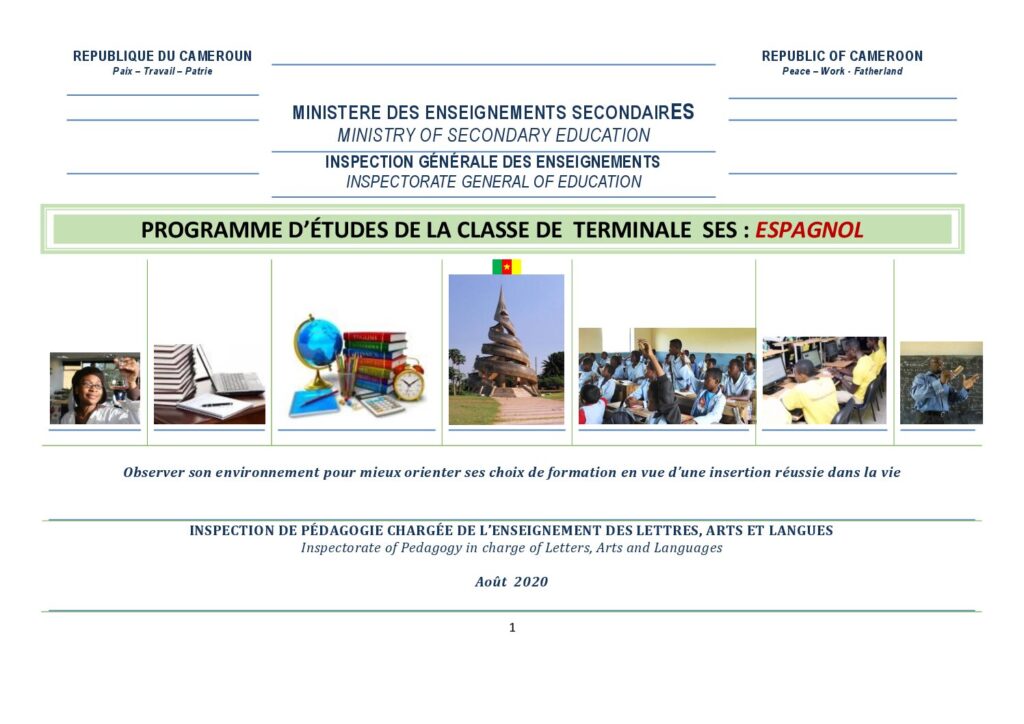 REPUBLIQUE DU CAMEROUN
Paix – Travail – Patrie
REPUBLIC OF CAMEROON
Peace – Work - Fatherland
MINISTERE DES ENSEIGNEMENTS SECONDAIRES
MINISTRY OF SECONDARY EDUCATION
INSPECTION GÉNÉRALE DES ENSEIGNEMENTS
INSPECTORATE GENERAL OF EDUCATION
PROGRAMME D’ÉTUDES DE LA CLASSE DE TERMINALE SES : ESPAGNOL
Observer son environnement pour mieux orienter ses choix de formation en vue d’une insertion réussie dans la vie
INSPECTION DE PÉDAGOGIE CHARGÉE DE L’ENSEIGNEMENT DES LETTRES, ARTS ET LANGUES
Inspectorate of Pedagogy in charge of Letters, Arts and Languages
Août 2020
1